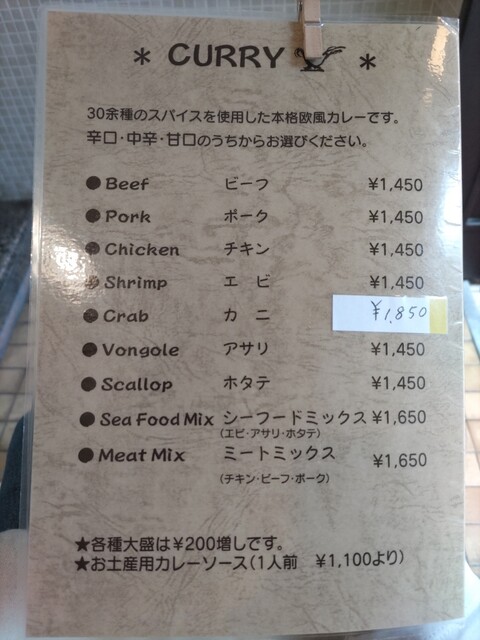 * CURRY *
30余種のスパイスを使用した本格欧風カレーです。
辛口・中辛・甘口のうちからお選びください。
●Beef ビーフ ¥1,450
●Pork ポーク ¥1,450
●Chicken チキン ¥1,450
●Shrimp エビ ¥1,450
●Crab カニ ¥1,850
●Vongole アサリ ¥1,450
●Scallop ホタテ ¥1,450
●Sea Food Mix シーフードミックス ¥1,650
(エビ・アサリ・ホタテ)
●Meat Mix ミートミックス ¥1,650
(チキン・ビーフ・ポーク)
★各種大盛は¥200増しです。
★お土産用カレーソース(1人前 ¥1,100より)